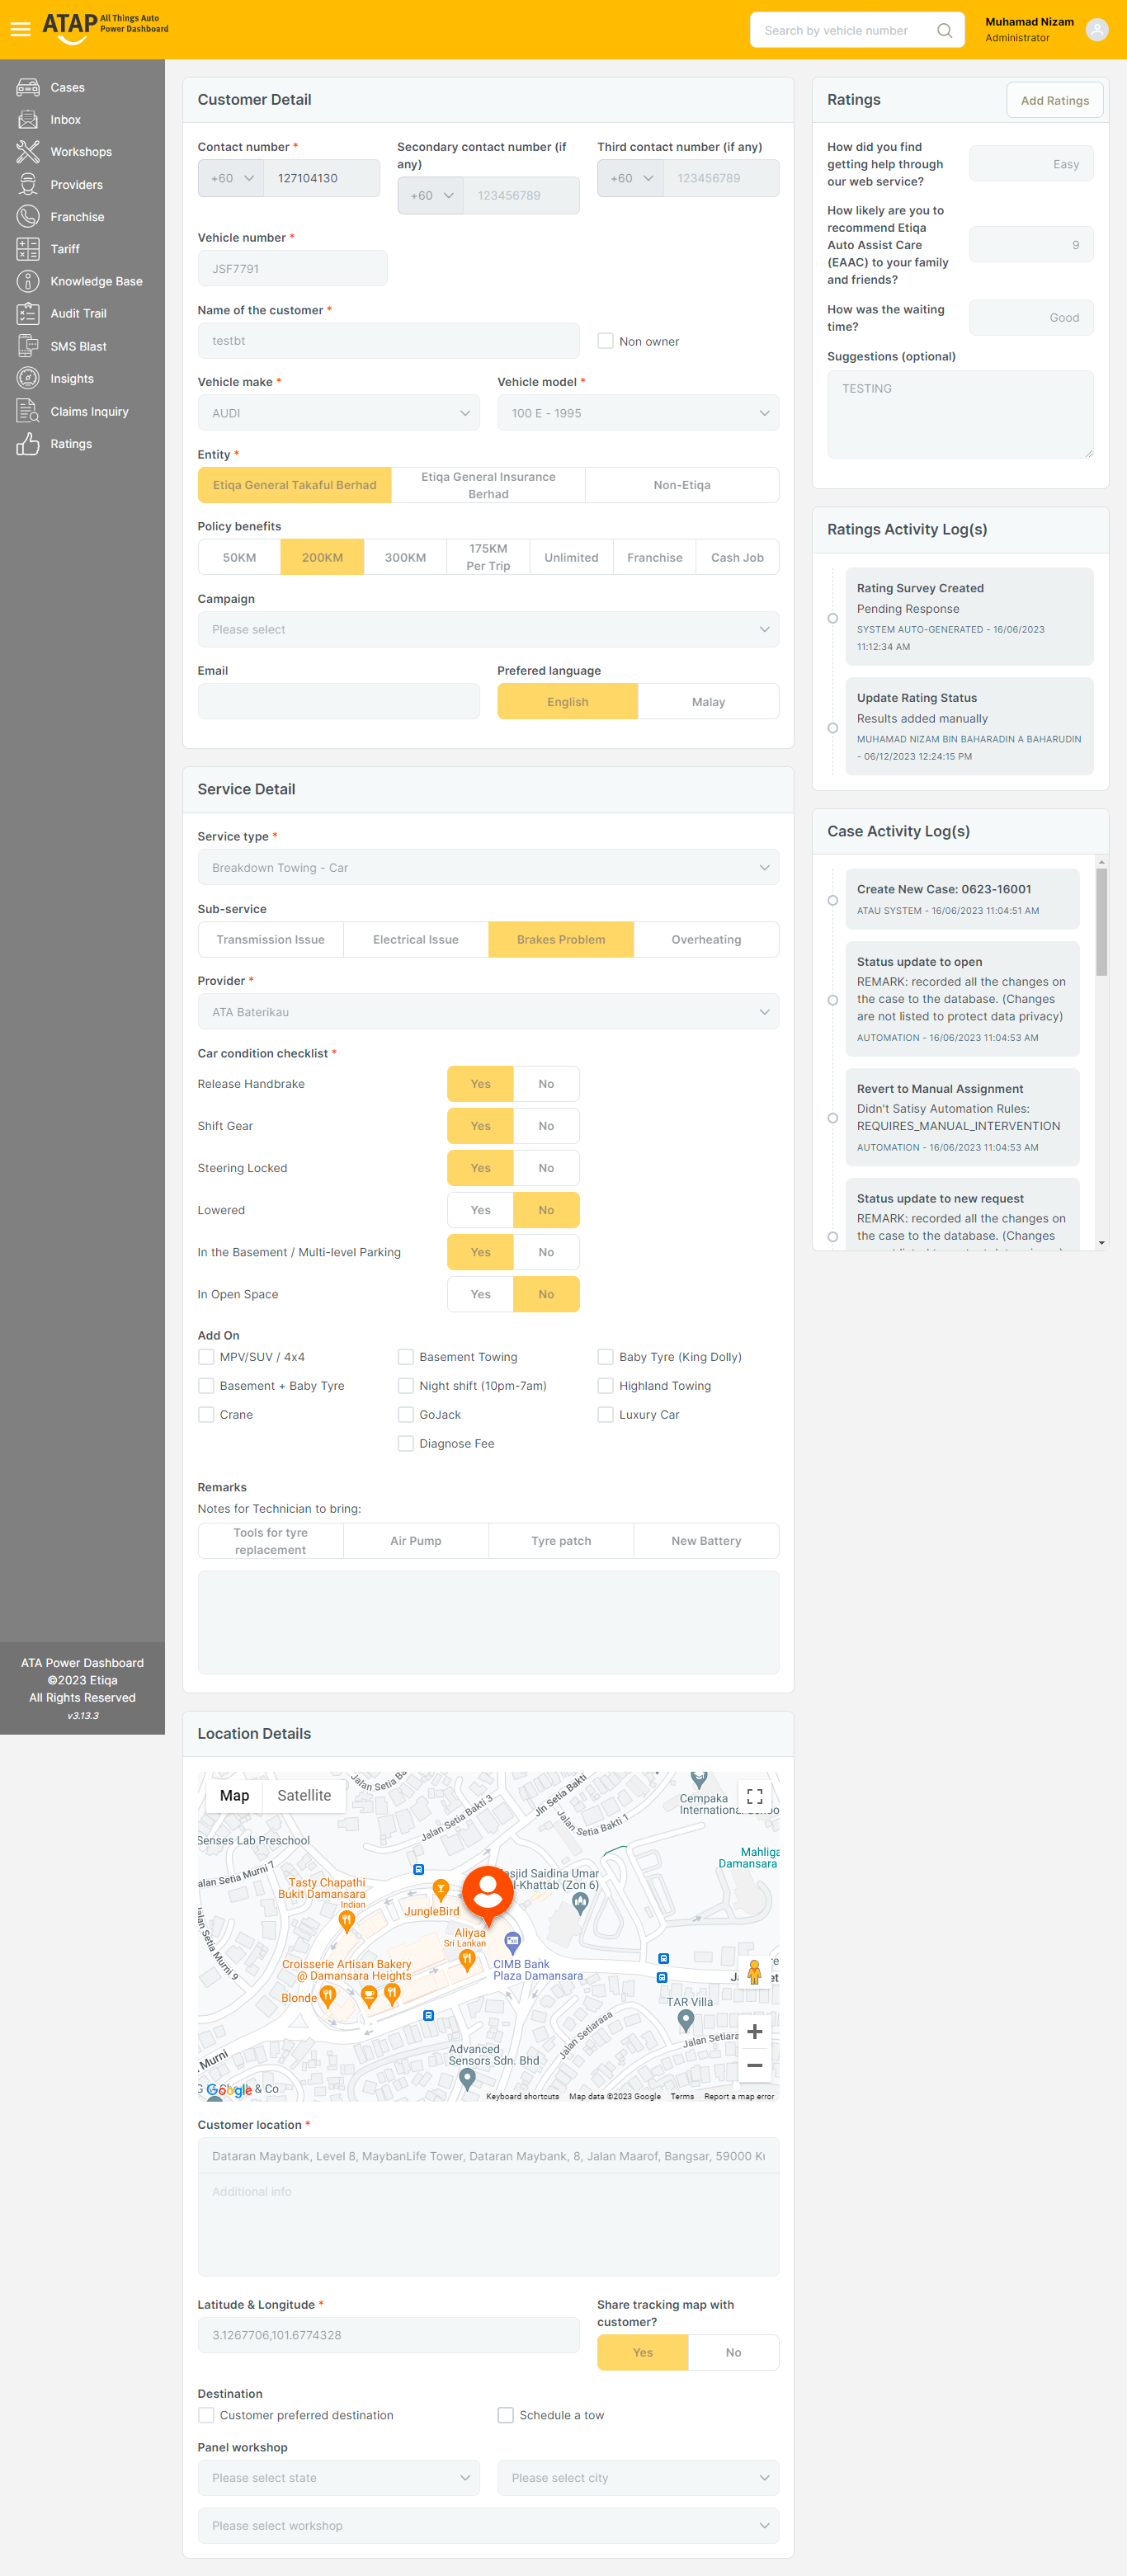 ATAP All Things Auto
Power Dashboard
Search by vehicle number
Muhamad Nizam
Administrator
Cases
Inbox
Workshops
Providers
Franchise
Tariff
Knowledge Base
Audit Trail
SMS Blast
Insights
Claims Inquiry
Ratings
ATA Power Dashboard
©2023 Etiqa
All Rights Reserved
v3.13.3
Customer Detail
Contact number *
+60 127104130
Secondary contact number (if
any)
+60 123456789
Third contact number (if any)
+60 123456789
Vehicle number *
JSF7791
Name of the customer *
testbt
Non owner
Vehicle make *
AUDI
Vehicle model *
100 E - 1995
Entity *
Etiqa General Takaful Berhad
Etiqa General Insurance
Berhad
Non-Etiqa
Policy benefits
50KM
200KM
300KM
175KM
Per Trip
Unlimited
Franchise
Cash Job
Campaign
Please select
Email
Prefered language
English
Malay
Service Detail
Service type *
Breakdown Towing - Car
Sub-service
Transmission Issue
Electrical Issue
Brakes Problem
Overheating
Provider *
ATA Baterikau
Car condition checklist *
Release Handbrake Yes No
Shift Gear Yes No
Steering Locked Yes No
Lowered Yes No
In the Basement / Multi-level Parking Yes No
In Open Space Yes No
Add On
MPV/SUV / 4x4 Basement Towing Baby Tyre (King Dolly)
Basement + Baby Tyre Night shift (10pm-7am) Highland Towing
Crane GoJack Luxury Car
Diagnose Fee
Remarks
Notes for Technician to bring:
Tools for tyre
replacement
Air Pump
Tyre patch
New Battery
Location Details
Map Satellite
Jalan Setia Ba
Jalan Setia Bakti 3
Jln Setia Bakti
Jalan Setia Bakti 1
Cempaka
International
Senses Lab Preschool
alan Setia Murni 7
Mahliga
Damansara
asjid Saidina Umar
l-Khattab (Zon 6)
Tasty Chapathi
Bukit Damansara
Indian
JungleBird
Aliyaa
Sri Lankan
Jalan Setia Murni 9
Croisserie Artisan Bakery
@ Damansara Heights
CIMB Bank
Plaza Damansara
Blonde
TAR Villa
Jalan Setiarasa
Jalan Setiara
Murni
Advanced
Sensors Sdn. Bhd
Google & Co
Keyboard shortcuts Map data ©2023 Google Terms Report a map error
Customer location *
Dataran Maybank, Level 8, MaybanLife Tower, Dataran Maybank, 8, Jalan Maarof, Bangsar, 59000 Ku
Additional info
Latitude & Longitude *
3.1267706,101.6774328
Share tracking map with
customer?
Yes No
Destination
Customer preferred destination
Schedule a tow
Panel workshop
Please select state
Please select city
Please select workshop
Ratings
Add Ratings
How did you find
getting help through
our web service?
Easy
How likely are you to
recommend Etiqa
Auto Assist Care
(EAAC) to your family
and friends?
9
How was the waiting
time?
Good
Suggestions (optional)
TESTING
Ratings Activity Log(s)
Rating Survey Created
Pending Response
SYSTEM AUTO-GENERATED - 16/06/2023
11:12:34 AM
Update Rating Status
Results added manually
MUHAMAD NIZAM BIN BAHARADIN A BAHARUDIN
- 06/12/2023 12:24:15 PM
Case Activity Log(s)
Create New Case: 0623-16001
ATAU SYSTEM - 16/06/2023 11:04:51 AM
Status update to open
REMARK: recorded all the changes on
the case to the database. (Changes
are not listed to protect data privacy)
AUTOMATION - 16/06/2023 11:04:53 AM
Revert to Manual Assignment
Didn't Satisy Automation Rules:
REQUIRES_MANUAL_INTERVENTION
AUTOMATION - 16/06/2023 11:04:53 AM
Status update to new request
REMARK: recorded all the changes on
the case to the database. (Changes